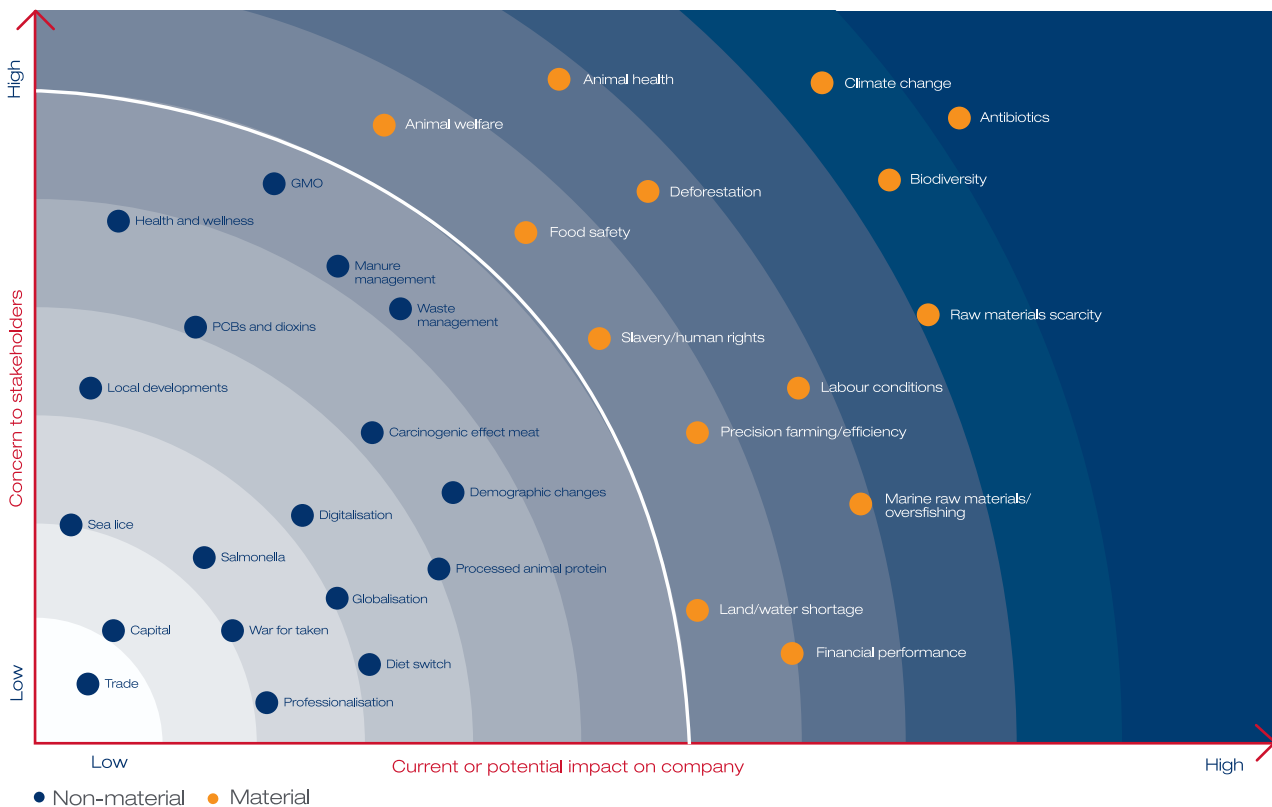 High
Animal health
Climate change
Antibiotics
Animal welfare
GMO
Biodiversity
Deforestation
Health and wellness
Food safety
Manure
management
Waste
management
Raw materials scarcity
PCBs and dioxins
Slavery/human rights
Concern to stakeholders
Local developments
Labour conditions
Carcinogenic effect meat
Precision farming/efficiency
Demographic changes
Marine raw materials/
oversfishing
Sea lice
Digitalisation
Salmonella
Processed animal protein
Globalisation
Land/water shortage
Capital
War for taken
Financial performance
Diet switch
Low
Trade
Professionalisation
Low
Current or potential impact on company
High
Non-material
Material